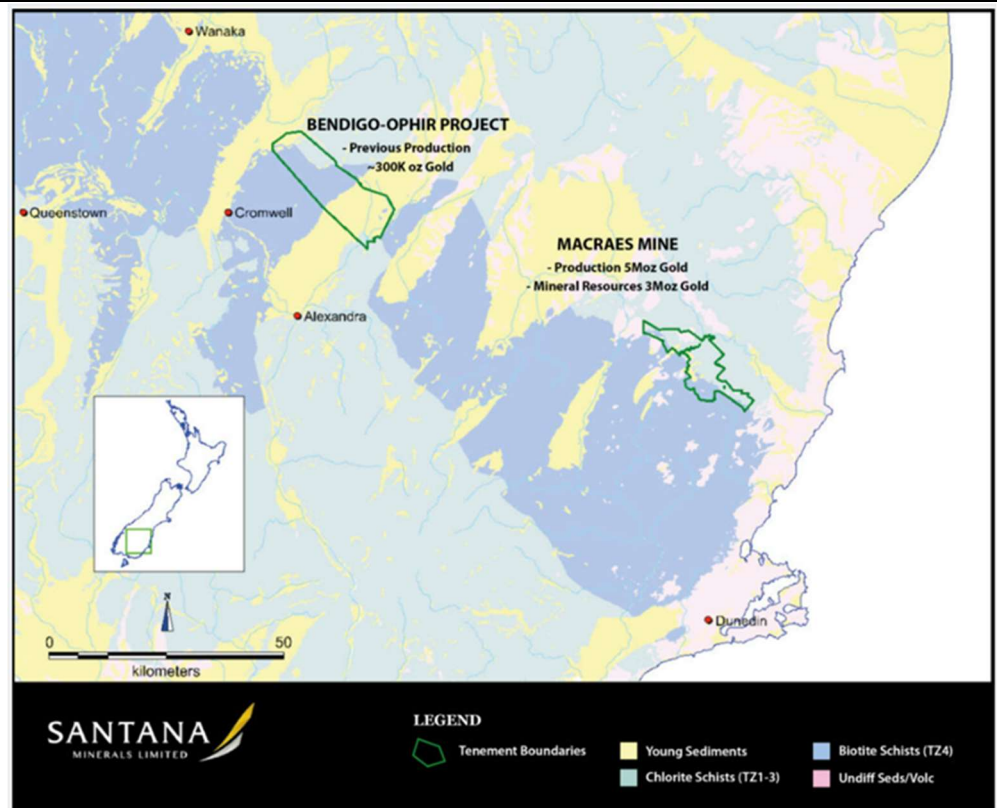 Wanaka
BENDIGO-OPHIR PROJECT
- Previous Production
~300K oz Gold
Queenstown
Cromwell
MACRAES MINE
- Production 5Moz Gold
- Mineral Resources 3Moz Gold
Alexandra
N
Dunedin
0 50
kilometers
SANTANA
MINERALS LIMITED
LEGEND
Tenement Boundaries
Young Sediments
Biotite Schists (TZ4)
Chlorite Schists (TZ1-3)
Undiff Seds/Volc